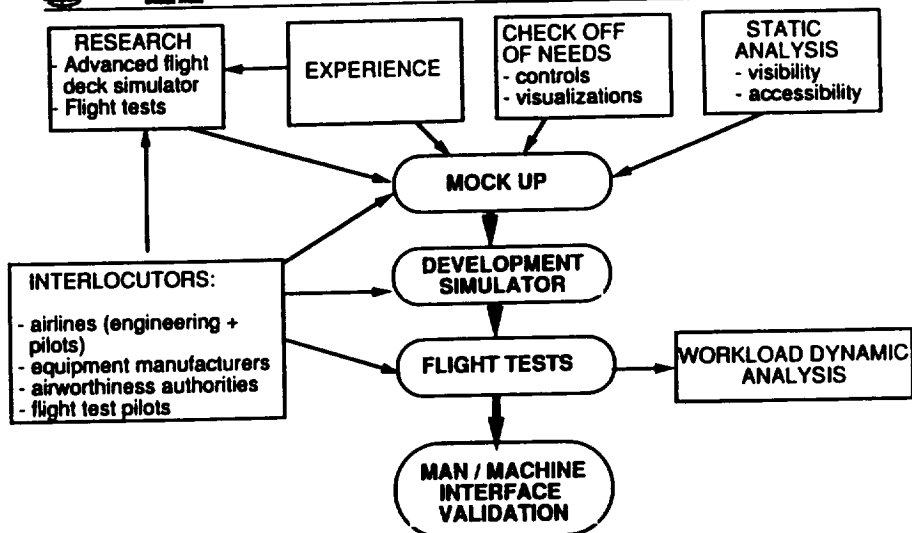 RESEARCH
- Advanced flight
deck simulator
- Flight tests
EXPERIENCE
CHECK OFF
OF NEEDS
- controls
- visualizations
STATIC
ANALYSIS
- visibility
- accessibility
MOCK UP
INTERLOCUTORS:
- airlines (engineering +
pilots)
- equipment manufacturers
- airworthiness authorities
- flight test pilots
DEVELOPMENT
SIMULATOR
FLIGHT TESTS
WORKLOAD DYNAMIC
ANALYSIS
MAN / MACHINE
INTERFACE
VALIDATION